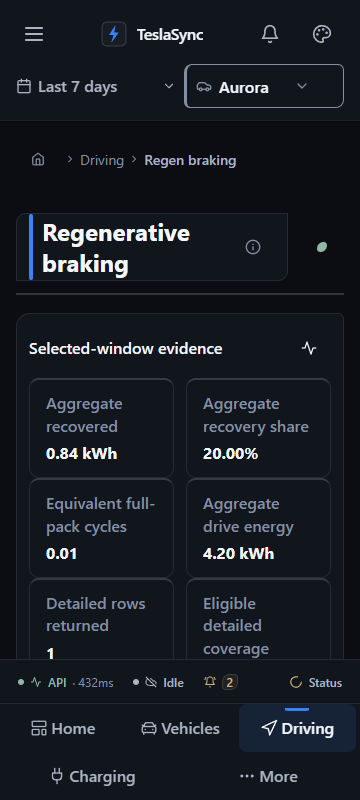 TeslaSync
Last 7 days
Aurora
Driving
Regen braking
Regenerative
braking
Selected-window evidence
Aggregate
recovered
0.84 kWh
Aggregate
recovery share
20.00%
Equivalent full-
pack cycles
0.01
Aggregate
drive energy
4.20 kWh
Detailed rows
returned
1
Eligible
detailed
coverage
API · 432ms
Idle
2
Status
Home
Vehicles
Driving
Charging
More